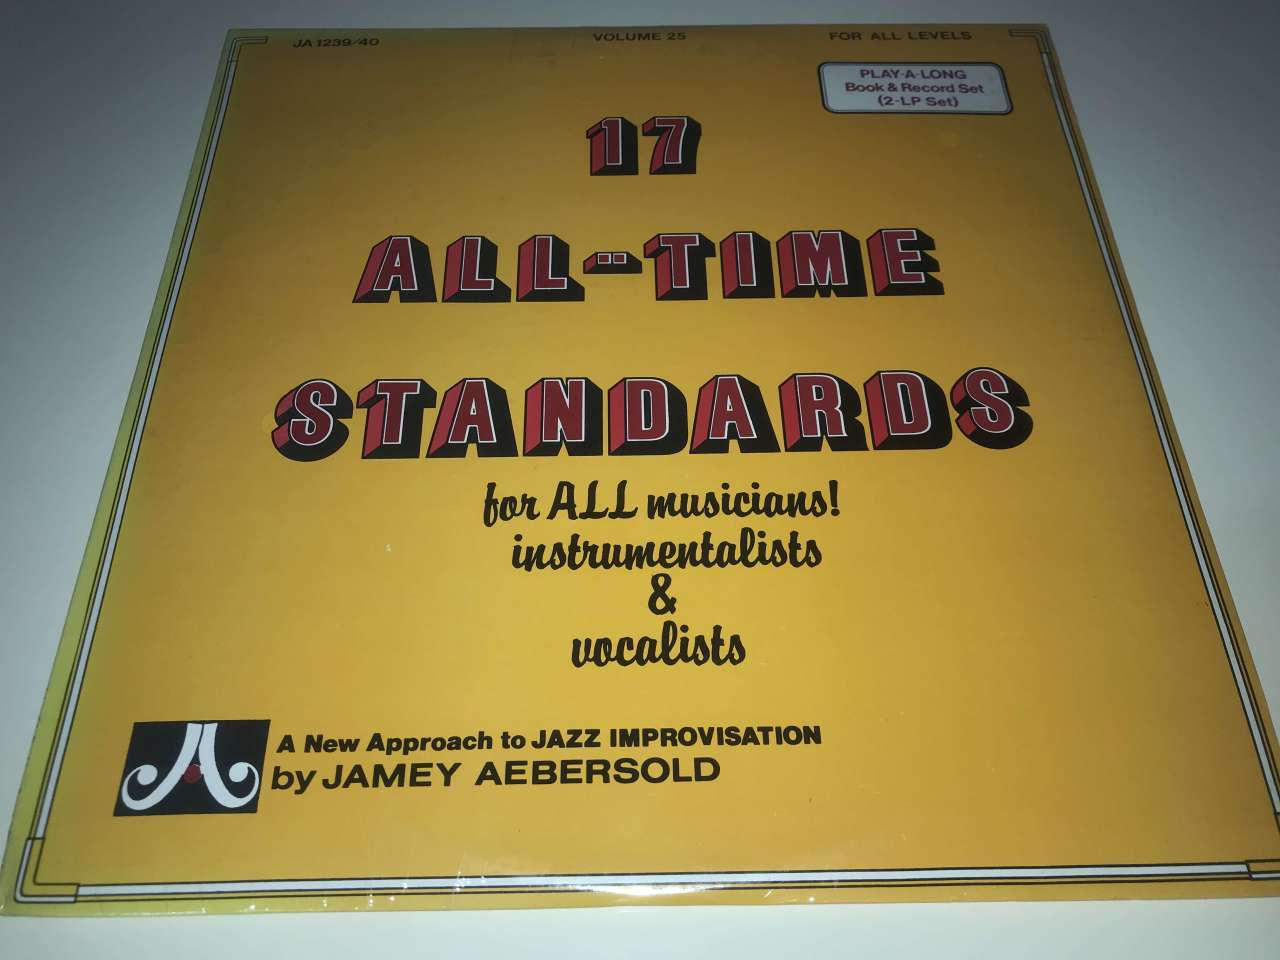 JA 1239/40
VOLUME 25
FOR ALL LEVELS
PLAY-A-LONG
Book & Record Set
(2-LP Set)
17
ALL-TIME
STANDARDS
for ALL musicians!
instrumentalists
&
vocalists
A New Approach to JAZZ IMPROVISATION
by JAMEY AEBERSOLD